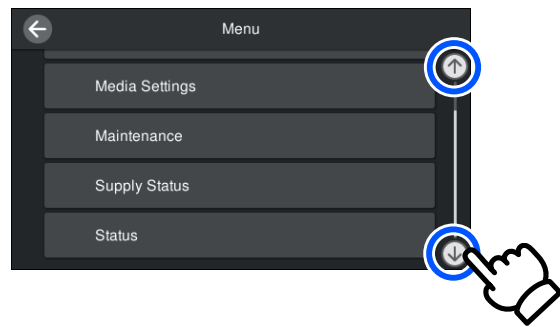 Menu
Media Settings
Maintenance
Supply Status
Status